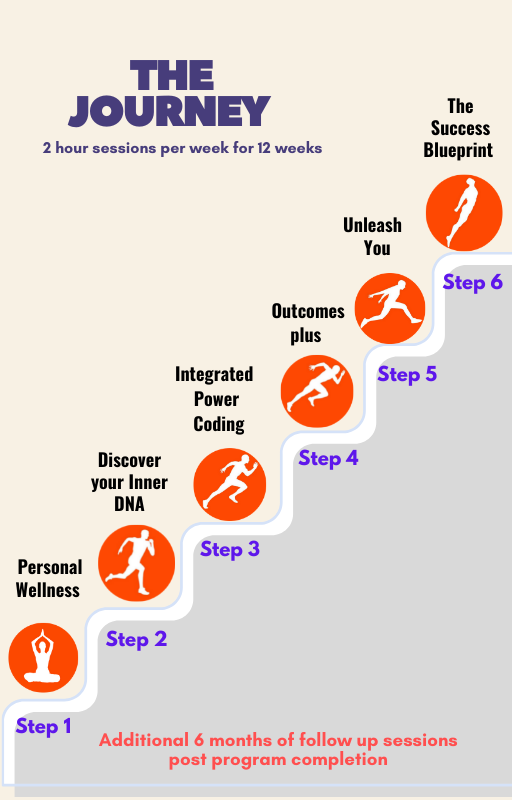 THE
JOURNEY
2 hour sessions per week for 12 weeks
The
Success
Blueprint
Step 6
Unleash
You
Step 5
Outcomes
plus
Step 4
Integrated
Power
Coding
Step 3
Discover
your Inner
DNA
Step 2
Personal
Wellness
Step 1
Additional 6 months of follow up sessions
post program completion